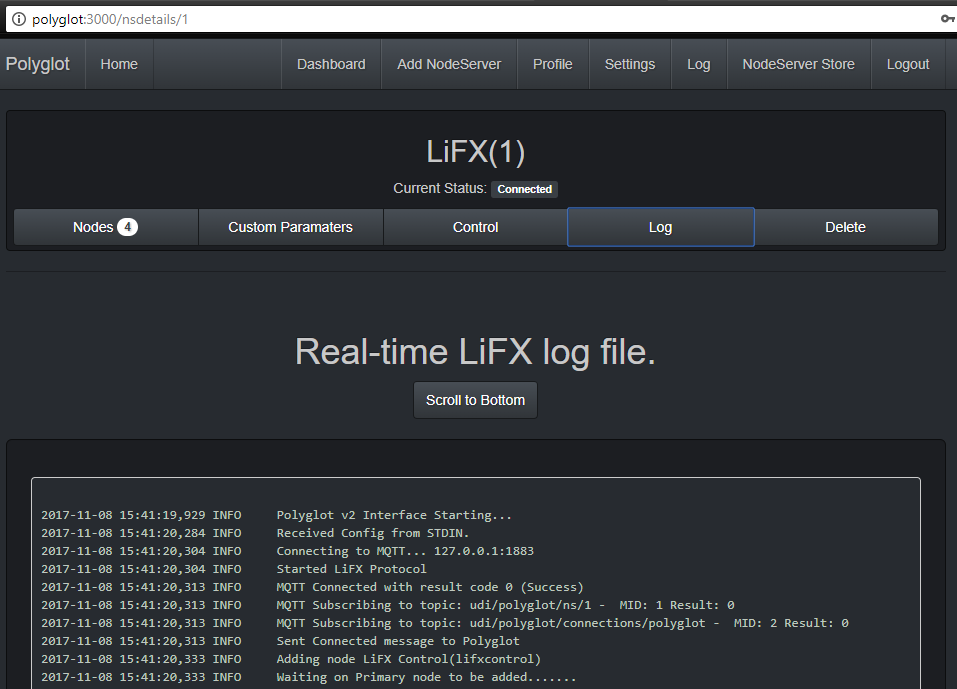 polyglot:3000/nsdetails/1
Polyglot Home Dashboard Add NodeServer Profile Settings Log NodeServer Store Logout
LiFX(1)
Current Status: Connected
Nodes 4 Custom Paramaters Control Log Delete
Real-time LiFX log file.
Scroll to Bottom
2017-11-08 15:41:19,929 INFO Polyglot v2 Interface Starting...
2017-11-08 15:41:20,284 INFO Received Config from STDIN.
2017-11-08 15:41:20,304 INFO Connecting to MQTT... 127.0.0.1:1883
2017-11-08 15:41:20,304 INFO Started LiFX Protocol
2017-11-08 15:41:20,313 INFO MQTT Connected with result code 0 (Success)
2017-11-08 15:41:20,313 INFO MQTT Subscribing to topic: udi/polyglot/ns/1 - MID: 1 Result: 0
2017-11-08 15:41:20,313 INFO MQTT Subscribing to topic: udi/polyglot/connections/polyglot - MID: 2 Result: 0
2017-11-08 15:41:20,313 INFO Sent Connected message to Polyglot
2017-11-08 15:41:20,333 INFO Adding node LiFX Control(lifxcontrol)
2017-11-08 15:41:20,333 INFO Waiting on Primary node to be added.......